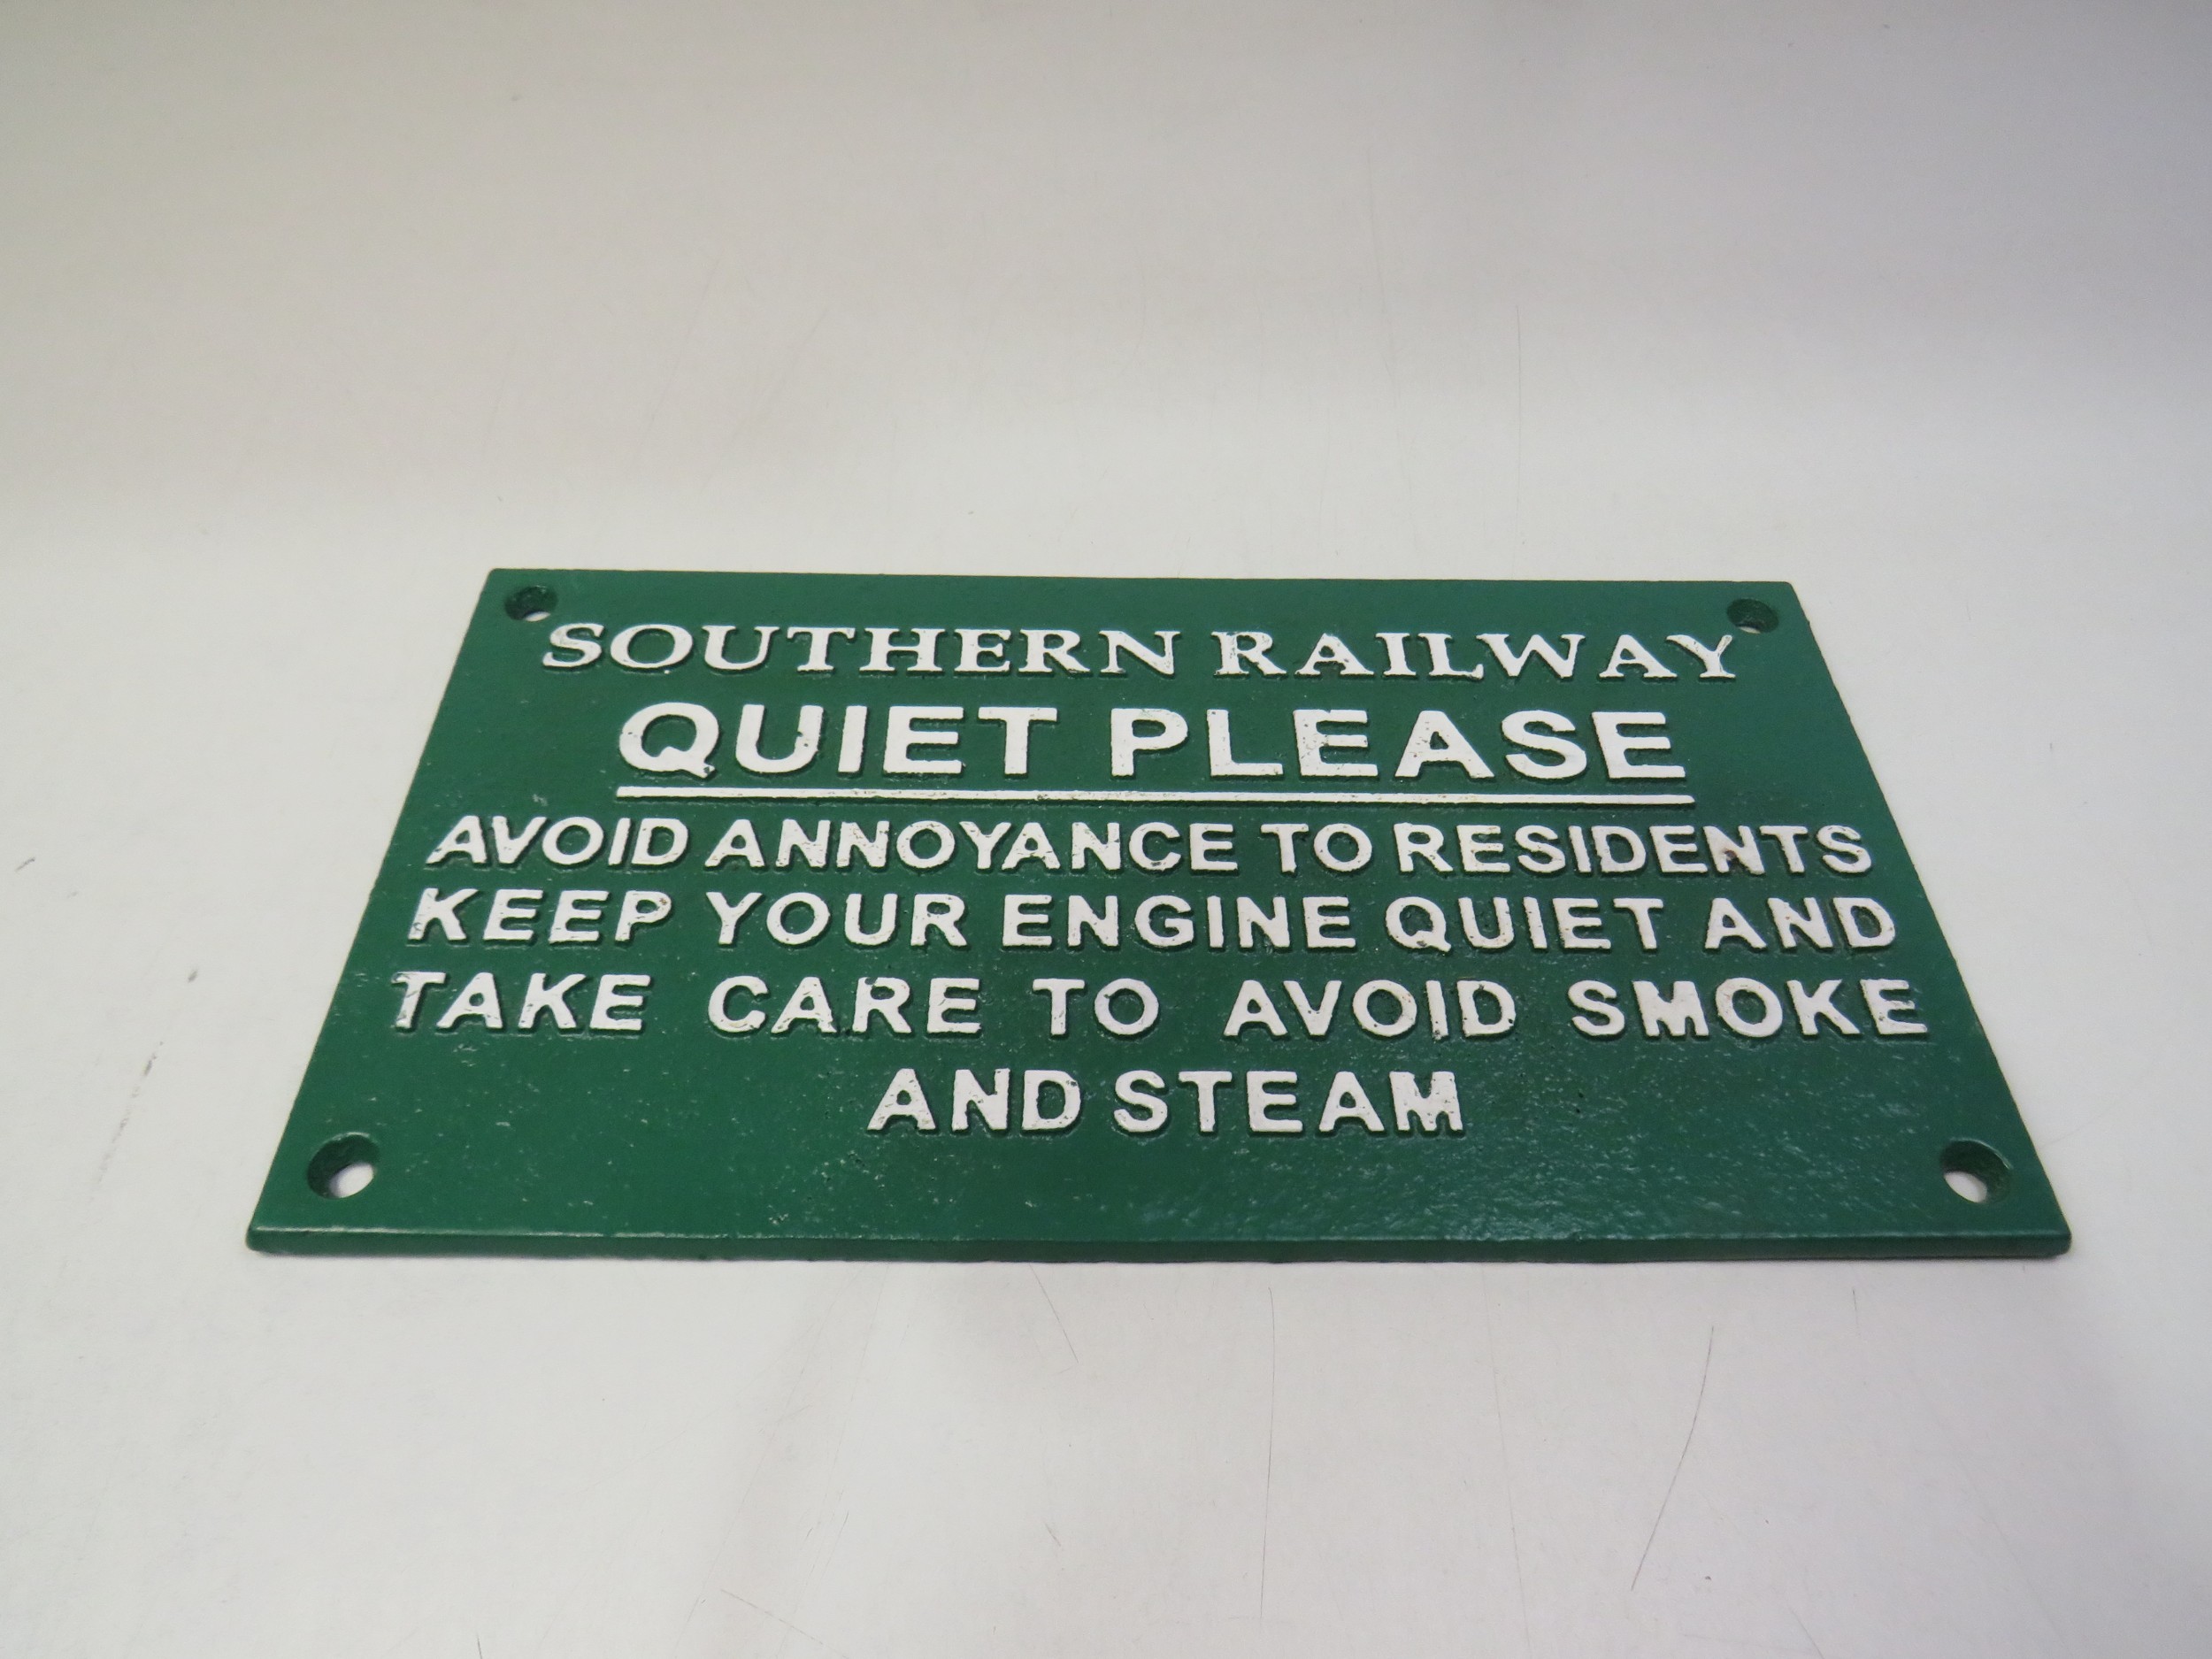 SOUTHERN RAILWAY
QUIET PLEASE
AVOID ANNOYANCE TO RESIDENTS
KEEP YOUR ENGINE QUIET AND
TAKE CARE TO AVOID SMOKE
AND STEAM